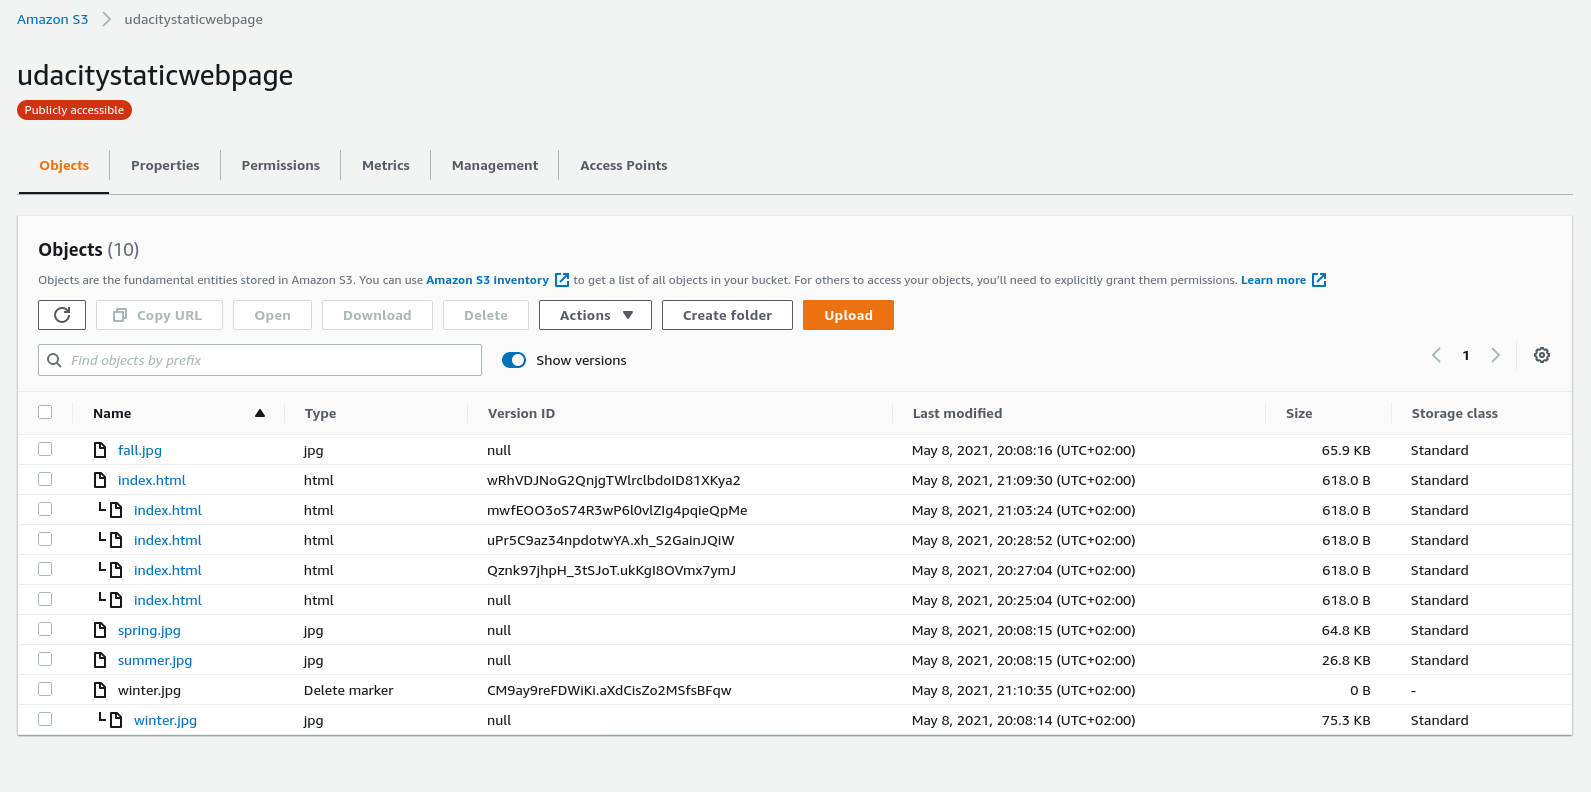 Amazon S3 > udacitystaticwebpage
udacitystaticwebpage
Publicly accessible
Objects Properties Permissions Metrics Management Access Points
Objects (10)
Objects are the fundamental entities stored in Amazon S3. You can use Amazon S3 inventory to get a list of all objects in your bucket. For others to access your objects, you'll need to explicitly grant them permissions. Learn more
Copy URL Open Download Delete Actions Create folder Upload
Find objects by prefix Show versions 1
Name Type Version ID Last modified Size Storage class
fall.jpg jpg null May 8, 2021, 20:08:16 (UTC+02:00) 65.9 KB Standard
index.html html wRhVDJNoG2QnjgTWlrclbdoID81XKya2 May 8, 2021, 21:09:30 (UTC+02:00) 618.0 B Standard
index.html html mwfEOO3oS74R3wP6l0vlZIg4pqieQpMe May 8, 2021, 21:03:24 (UTC+02:00) 618.0 B Standard
index.html html uPr5C9az34npdotwYA.xh_S2GainJQiW May 8, 2021, 20:28:52 (UTC+02:00) 618.0 B Standard
index.html html Qznk97jhpH_3tSJoT.ukKgI8OVmx7ymJ May 8, 2021, 20:27:04 (UTC+02:00) 618.0 B Standard
index.html html null May 8, 2021, 20:25:04 (UTC+02:00) 618.0 B Standard
spring.jpg jpg null May 8, 2021, 20:08:15 (UTC+02:00) 64.8 KB Standard
summer.jpg jpg null May 8, 2021, 20:08:15 (UTC+02:00) 26.8 KB Standard
winter.jpg Delete marker CM9ay9reFDWiKi.aXdCisZo2MSfsBFqw May 8, 2021, 21:10:35 (UTC+02:00) 0 B -
winter.jpg jpg null May 8, 2021, 20:08:14 (UTC+02:00) 75.3 KB Standard